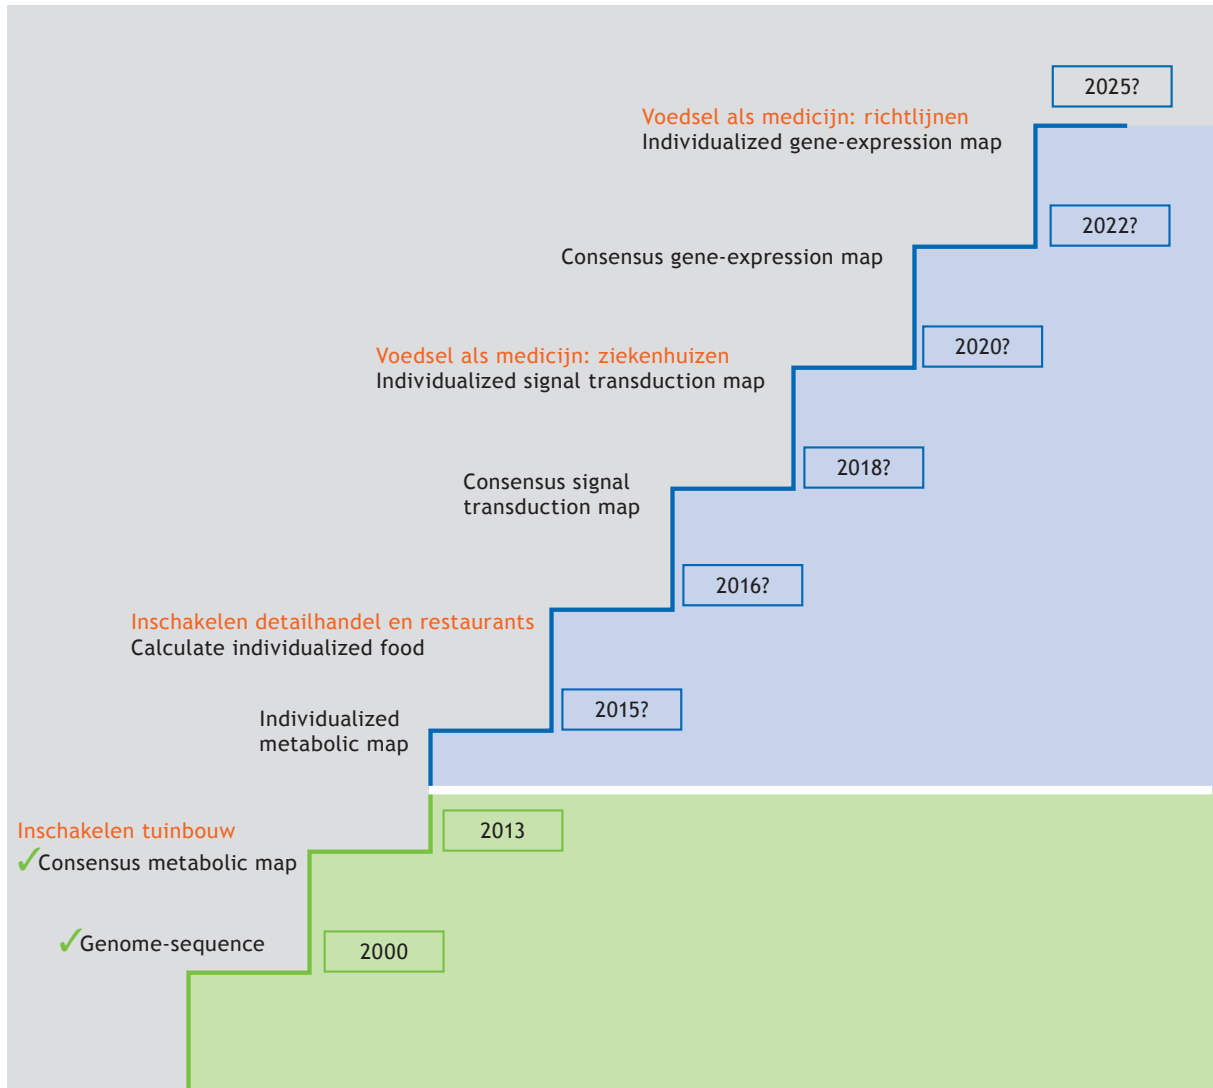 2025?
Voedsel als medicijn: richtlijnen
Individualized gene-expression map
2022?
Consensus gene-expression map
2020?
Voedsel als medicijn: ziekenhuizen
Individualized signal transduction map
2018?
Consensus signal
transduction map
2016?
Inschakelen detailhandel en restaurants
Calculate individualized food
2015?
Individualized
metabolic map
2013
Inschakelen tuinbouw
✓Consensus metabolic map
✓Genome-sequence
2000